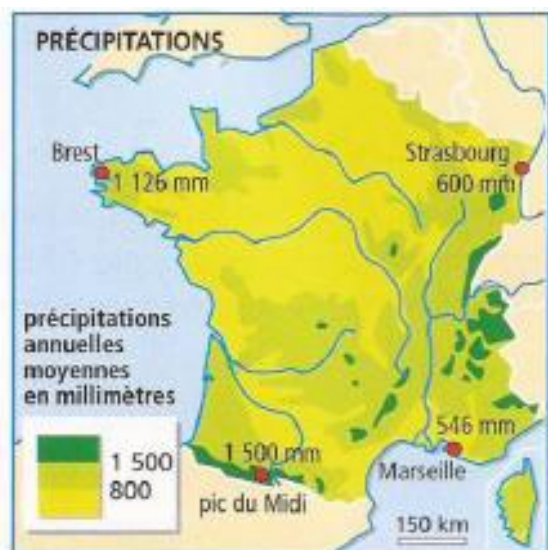 PRÉCIPITATIONS
Brest
1 126 mm
Strasbourg
600 mm
précipitations
annuelles
moyennes
en millimètres
1 500
800
1 500 mm
pic du Midi
546 mm
Marseille
150 km